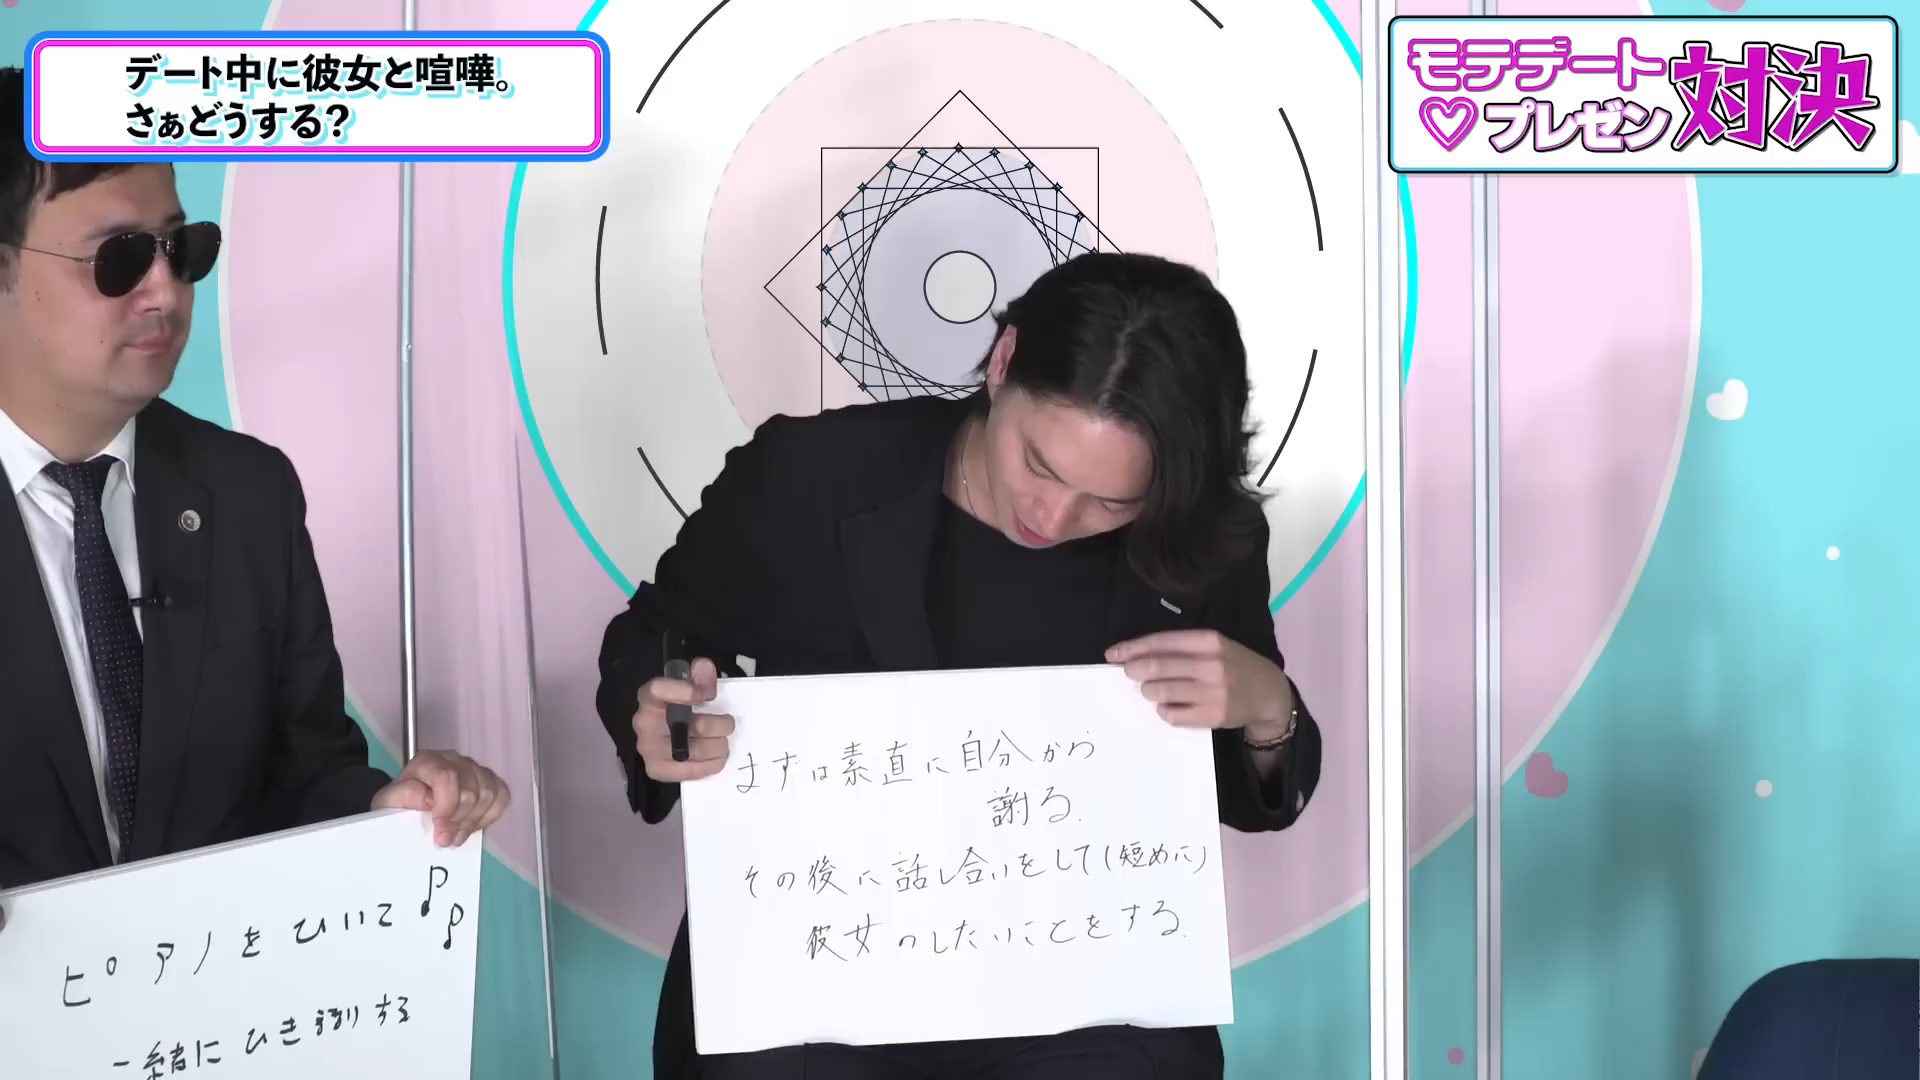 デート中に彼女と喧嘩。
さぁどうする?
モテデート
プレゼン対決
まずは素直に自分から
謝る.
その後に話し合いをして(短めに)
彼女のしたいことをする.
ピアノをひいて♪♪
一緒にひき語りする